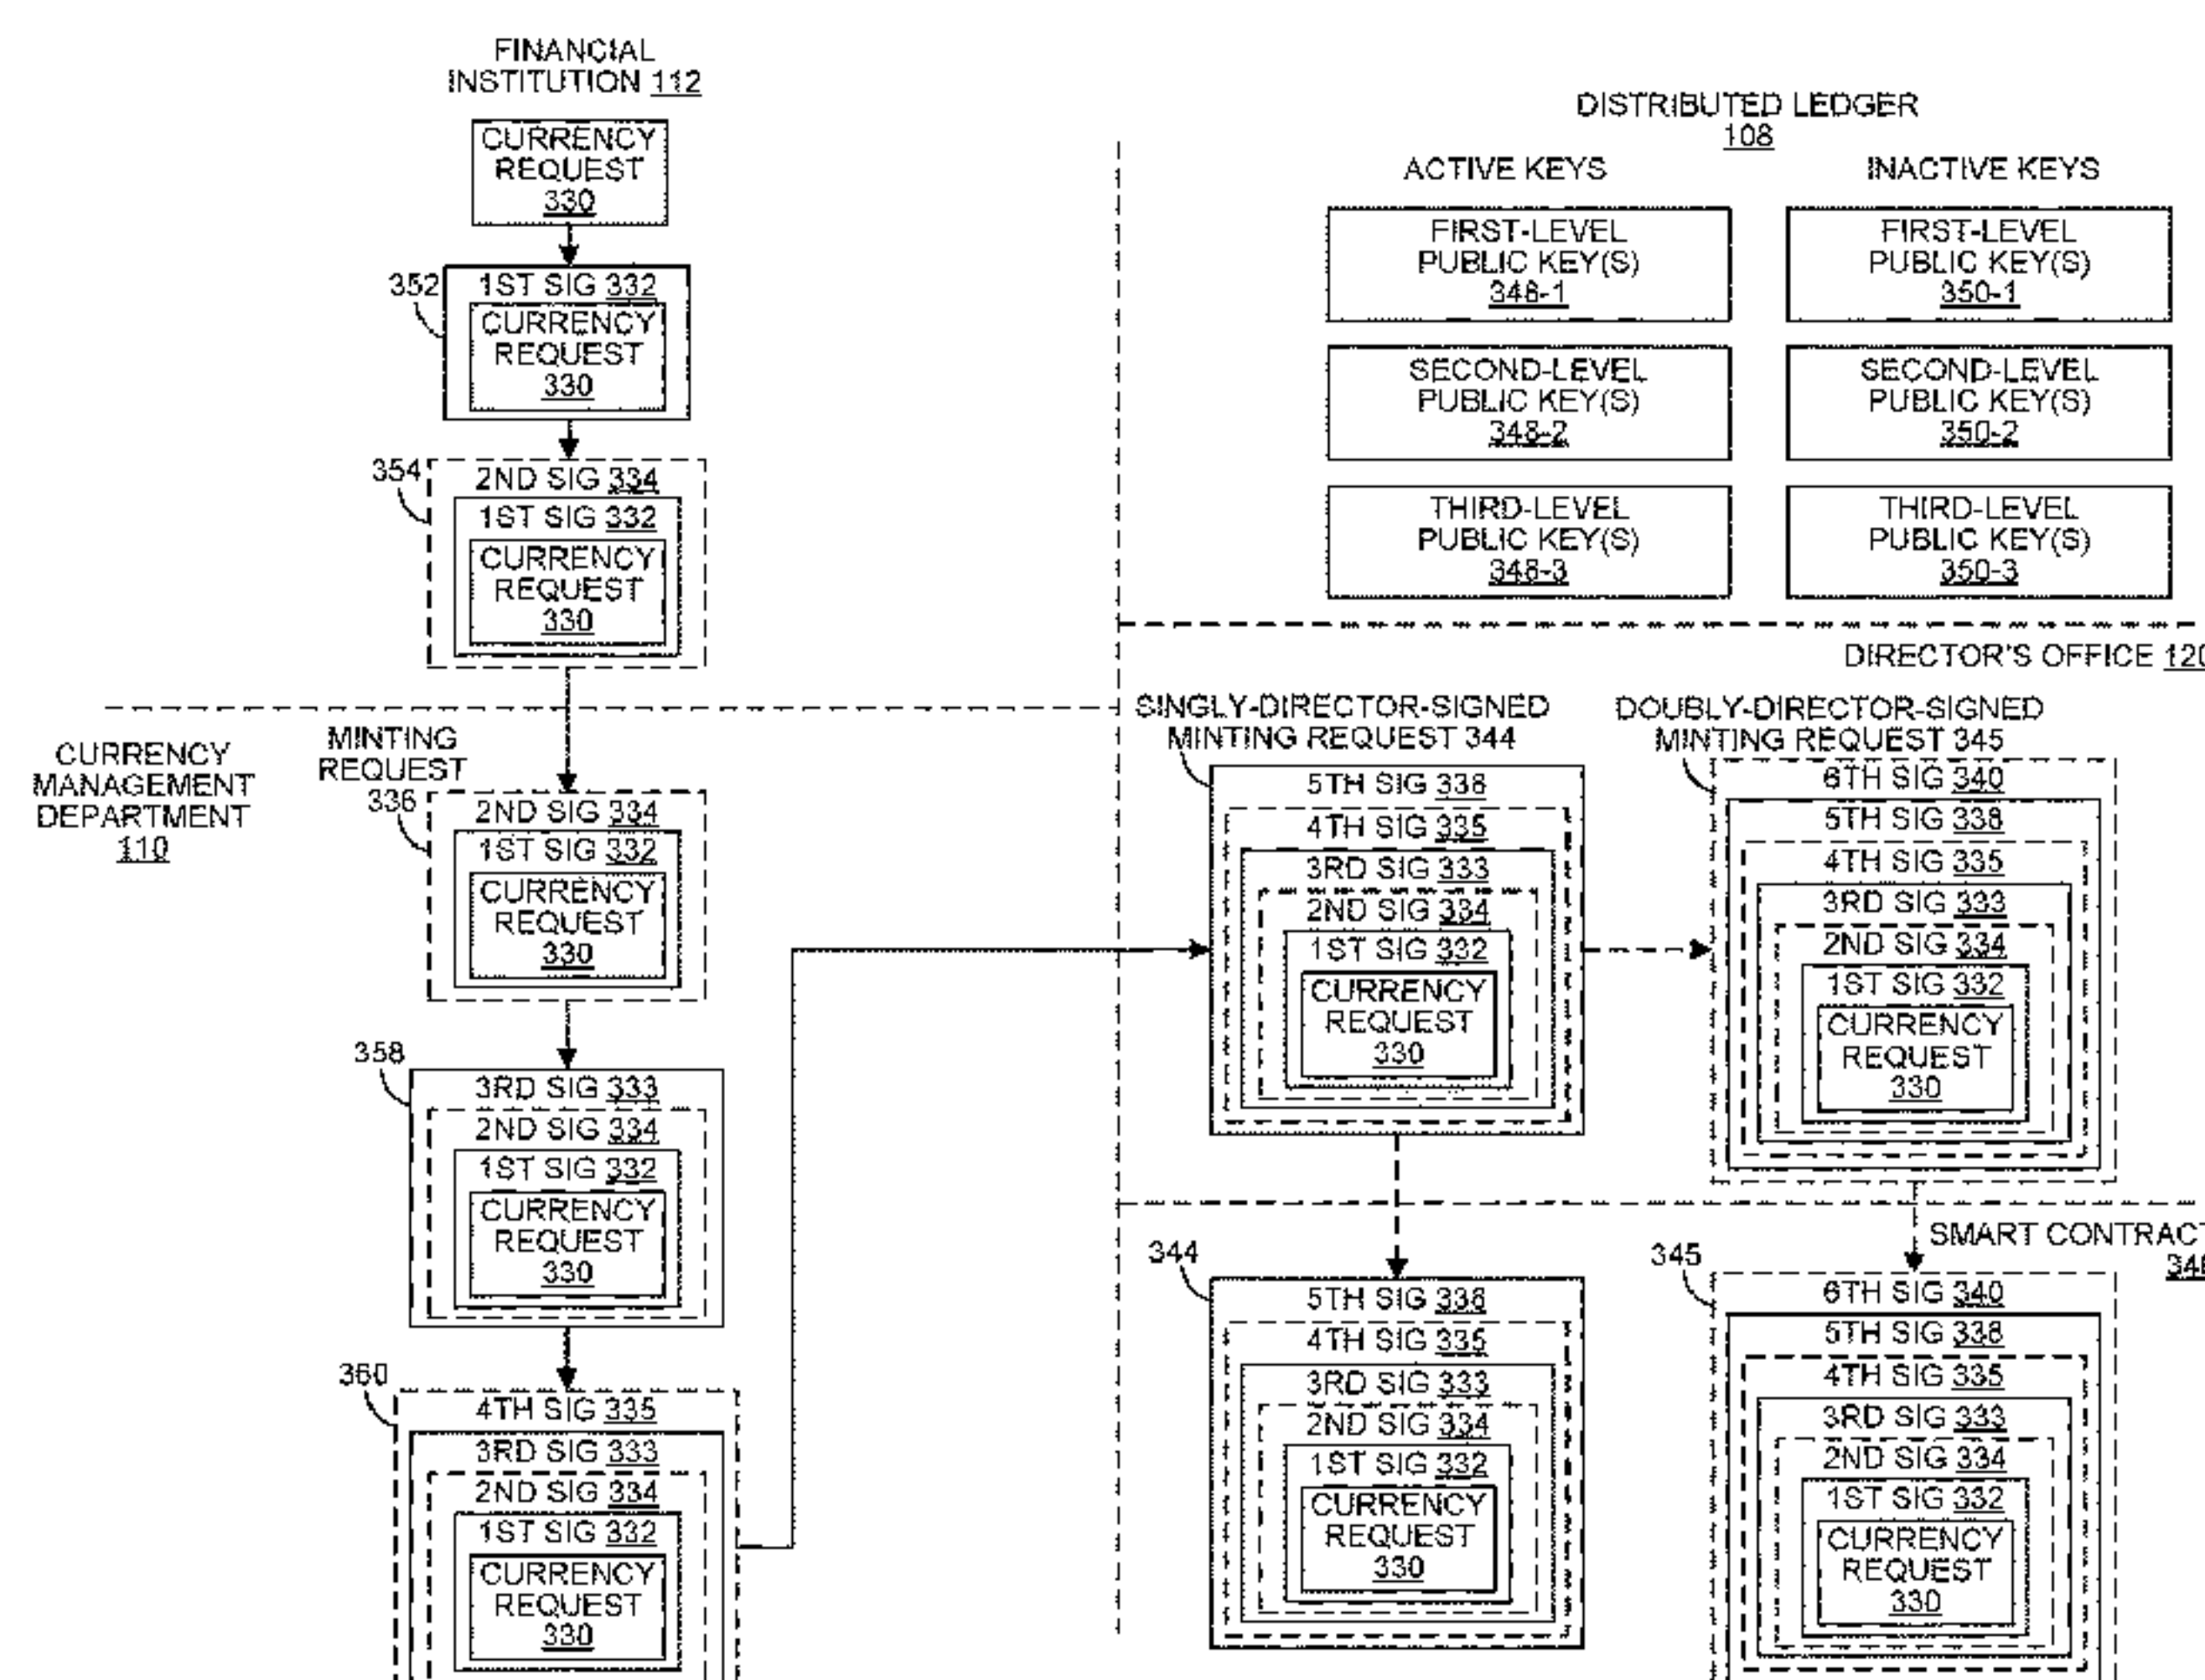 FINANCIAL
INSTITUTION 112
CURRENCY
REQUEST
330
352
1ST SIG 332
CURRENCY
REQUEST
330
354
2ND SIG 334
1ST SIG 332
CURRENCY
REQUEST
330
CURRENCY
MANAGEMENT
DEPARTMENT
110
MINTING
REQUEST
336
2ND SIG 334
1ST SIG 332
CURRENCY
REQUEST
330
358
3RD SIG 333
2ND SIG 334
1ST SIG 332
CURRENCY
REQUEST
330
360
4TH SIG 335
3RD SIG 333
2ND SIG 334
1ST SIG 332
CURRENCY
REQUEST
330
DISTRIBUTED LEDGER
108
ACTIVE KEYS
INACTIVE KEYS
FIRST-LEVEL
PUBLIC KEY(S)
348-1
FIRST-LEVEL
PUBLIC KEY(S)
350-1
SECOND-LEVEL
PUBLIC KEY(S)
348-2
SECOND-LEVEL
PUBLIC KEY(S)
350-2
THIRD-LEVEL
PUBLIC KEY(S)
348-3
THIRD-LEVEL
PUBLIC KEY(S)
350-3
DIRECTOR'S OFFICE 120
SINGLY-DIRECTOR-SIGNED
MINTING REQUEST 344
5TH SIG 338
4TH SIG 335
3RD SIG 333
2ND SIG 334
1ST SIG 332
CURRENCY
REQUEST
330
DOUBLY-DIRECTOR-SIGNED
MINTING REQUEST 345
6TH SIG 340
5TH SIG 338
4TH SIG 335
3RD SIG 333
2ND SIG 334
1ST SIG 332
CURRENCY
REQUEST
330
SMART CONTRACT
344
5TH SIG 338
4TH SIG 335
3RD SIG 333
2ND SIG 334
1ST SIG 332
CURRENCY
REQUEST
330
345
6TH SIG 340
5TH SIG 338
4TH SIG 335
3RD SIG 333
2ND SIG 334
1ST SIG 332
CURRENCY
REQUEST
330